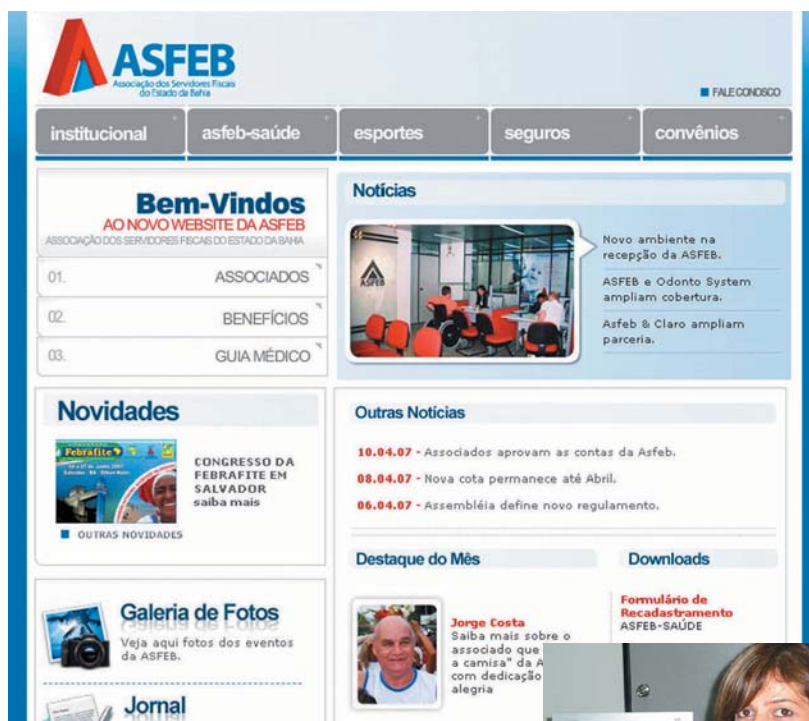 ASFEB
Associação dos Servidores Fiscais
do Estado da Bahia
FALE CONOSCO
institucional
asfeb-saúde
esportes
seguros
convênios
Bem-Vindos
AO NOVO WEBSITE DA ASFEB
ASSOCIAÇÃO DOS SERVIDORES FISCAIS DO ESTADO DA BAHIA
01. ASSOCIADOS
02. BENEFÍCIOS
03. GUIA MÉDICO
Notícias
ASFEB
Novo ambiente na
recepção da ASFEB.
ASFEB e Odonto System
ampliam cobertura.
Asfeb & Claro ampliam
parceria.
Novidades
Febrafite
CONGRESSO DA
FEBRAFITE EM
SALVADOR
saiba mais
OUTRAS NOVIDADES
Outras Notícias
10.04.07 - Associados aprovam as contas da Asfeb.
08.04.07 - Nova cota permanece até Abril.
06.04.07 - Assembléia define novo regulamento.
Galeria de Fotos
Veja aqui fotos dos eventos
da ASFEB.
Jornal
Destaque do Mês
Jorge Costa
Saiba mais sobre o
associado que
a camisa" da A
com dedicação
alegria
Downloads
Formulário de
Recadastramento
ASFEB-SAÚDE